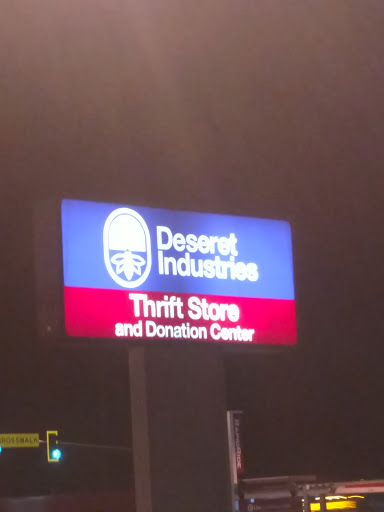 Deseret
Industries
Thrift Store
and Donation Center
CROSSWALK